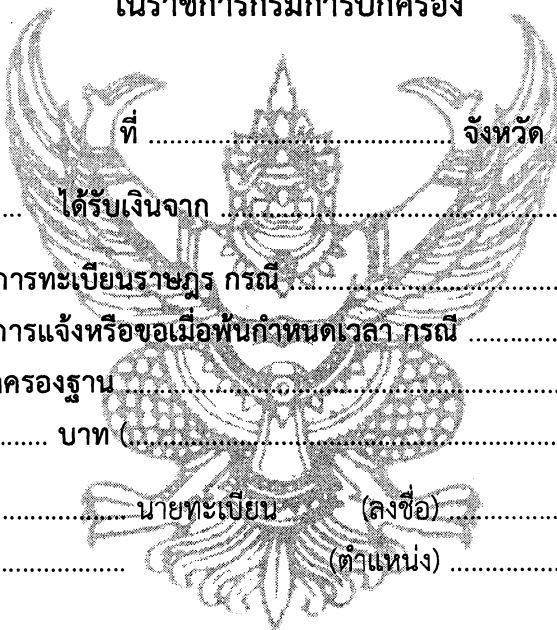 ในราชการกรมการปกครอง
ที่ .......................................... จังหวัด
.... ได้รับเงินจาก ..........................................
การทะเบียนราษฎร กรณี ..........................................
การแจ้งหรือขอเมื่อพ้นกำหนดเวลา กรณี ..............
ครองฐาน ..........................................
....... บาท (..........................................
.................. นายทะเบียน (ลงชื่อ) ................
.................. (ตำแหน่ง) ................